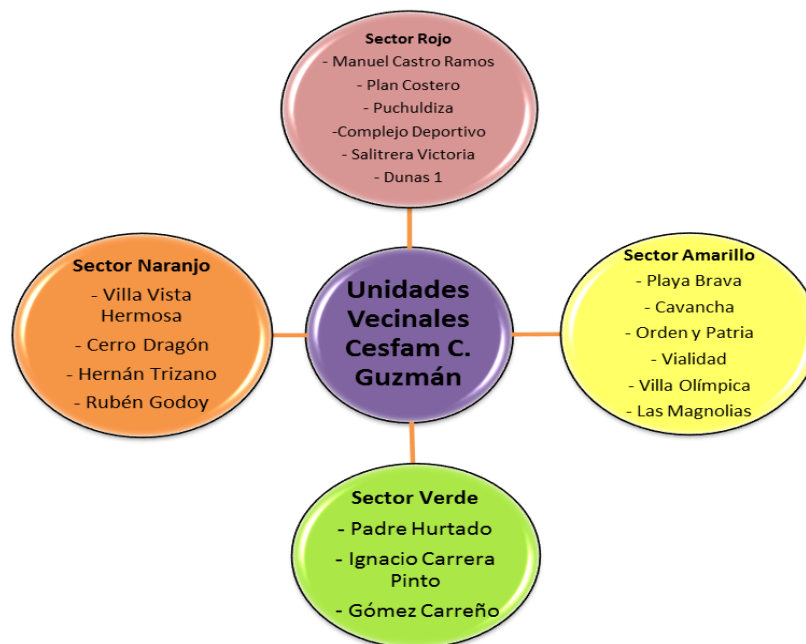 Sector Rojo
- Manuel Castro Ramos
- Plan Costero
- Puchuldiza
-Complejo Deportivo
- Salitrera Victoria
- Dunas 1
Sector Naranjo
- Villa Vista
Hermosa
- Cerro Dragón
- Hernán Trizano
- Rubén Godoy
Unidades
Vecinales
Cesfam C.
Guzmán
Sector Amarillo
- Playa Brava
- Cavancha
- Orden y Patria
- Vialidad
- Villa Olímpica
- Las Magnolias
Sector Verde
- Padre Hurtado
- Ignacio Carrera
Pinto
- Gómez Carreño